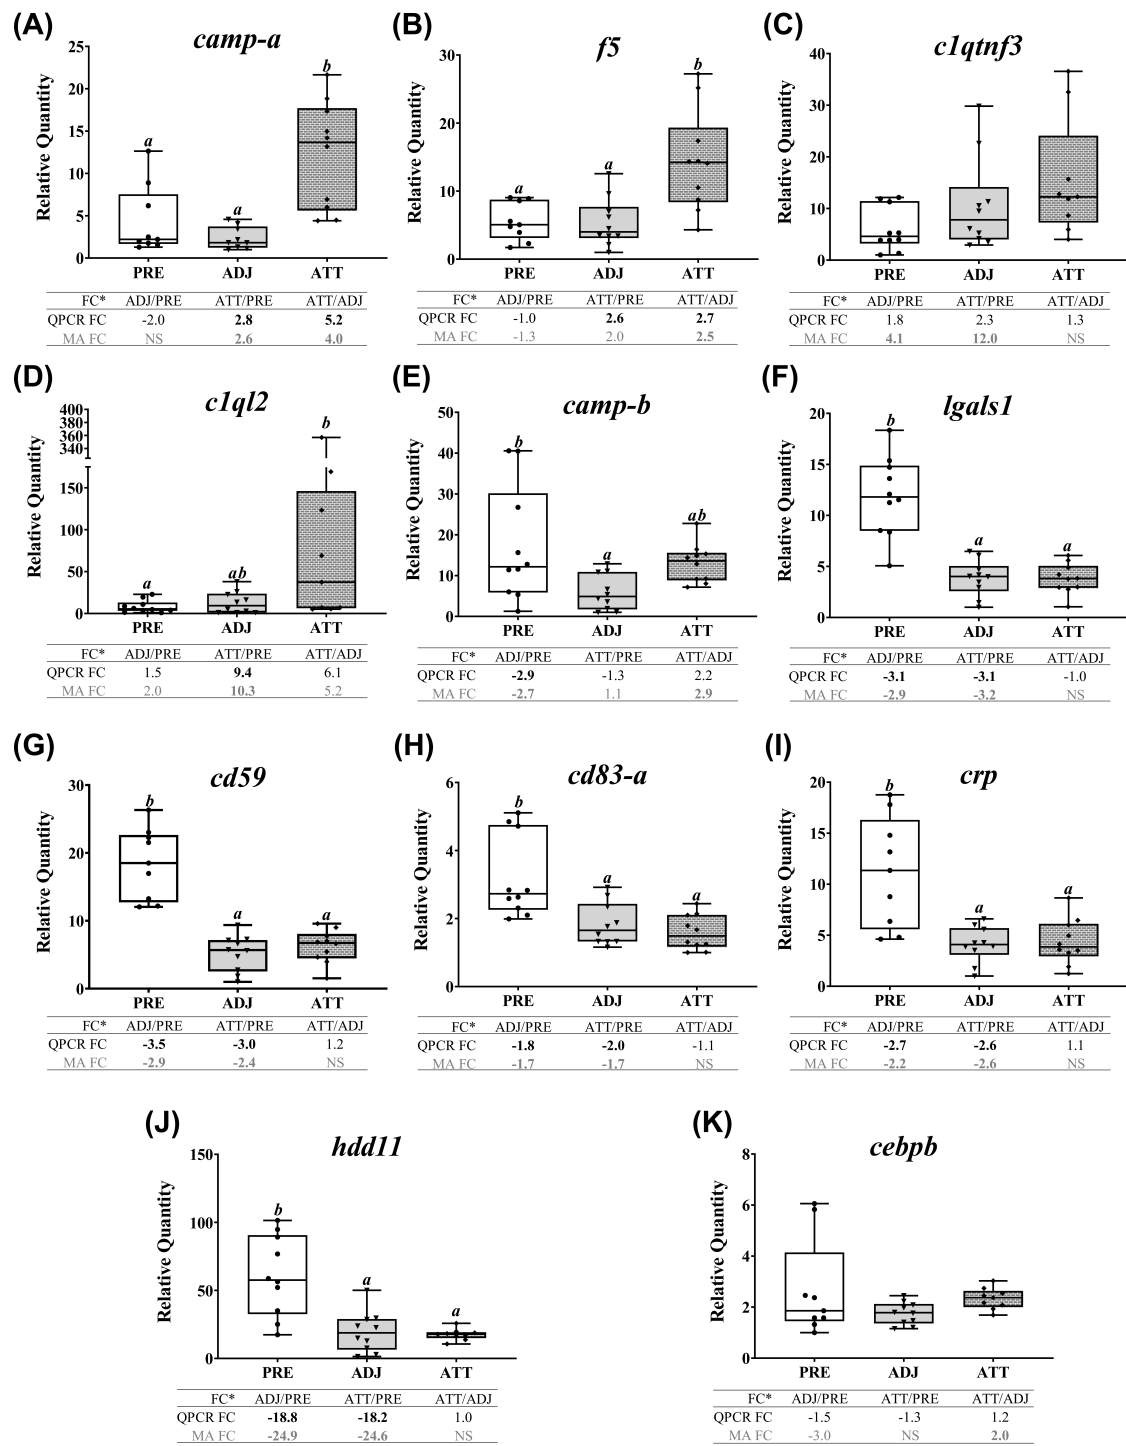 (A)
camp-a
Relative Quantity
25
20
15
10
5
0
a
a
b
PRE ADJ ATT
FC* ADJ/PRE ATT/PRE ATT/ADJ
QPCR FC -2.0 2.8 5.2
MA FC NS 2.6 4.0
(B)
f5
Relative Quantity
30
20
10
0
a
a
b
PRE ADJ ATT
FC* ADJ/PRE ATT/PRE ATT/ADJ
QPCR FC -1.0 2.6 2.7
MA FC -1.3 2.0 2.5
(C)
c1qtnf3
Relative Quantity
40
30
20
10
0
PRE ADJ ATT
FC* ADJ/PRE ATT/PRE ATT/ADJ
QPCR FC 1.8 2.3 1.3
MA FC 4.1 12.0 NS
(D)
c1ql2
Relative Quantity
400
380
360
340
150
100
50
0
a
ab
b
PRE ADJ ATT
FC* ADJ/PRE ATT/PRE ATT/ADJ
QPCR FC 1.5 9.4 6.1
MA FC 2.0 10.3 5.2
(E)
camp-b
Relative Quantity
50
40
30
20
10
0
b
a
ab
PRE ADJ ATT
FC* ADJ/PRE ATT/PRE ATT/ADJ
QPCR FC -2.9 -1.3 2.2
MA FC -2.7 1.1 2.9
(F)
lgals1
Relative Quantity
20
15
10
5
0
b
a
a
PRE ADJ ATT
FC* ADJ/PRE ATT/PRE ATT/ADJ
QPCR FC -3.1 -3.1 -1.0
MA FC -2.9 -3.2 NS
(G)
cd59
Relative Quantity
30
20
10
0
b
a
a
PRE ADJ ATT
FC* ADJ/PRE ATT/PRE ATT/ADJ
QPCR FC -3.5 -3.0 1.2
MA FC -2.9 -2.4 NS
(H)
cd83-a
Relative Quantity
6
4
2
0
b
a
a
PRE ADJ ATT
FC* ADJ/PRE ATT/PRE ATT/ADJ
QPCR FC -1.8 -2.0 -1.1
MA FC -1.7 -1.7 NS
(I)
crp
Relative Quantity
20
15
10
5
0
b
a
a
PRE ADJ ATT
FC* ADJ/PRE ATT/PRE ATT/ADJ
QPCR FC -2.7 -2.6 1.1
MA FC -2.2 -2.6 NS
(J)
hdd11
Relative Quantity
150
100
50
0
b
a
a
PRE ADJ ATT
FC* ADJ/PRE ATT/PRE ATT/ADJ
QPCR FC -18.8 -18.2 1.0
MA FC -24.9 -24.6 NS
(K)
cebpb
Relative Quantity
8
6
4
2
0
PRE ADJ ATT
FC* ADJ/PRE ATT/PRE ATT/ADJ
QPCR FC -1.5 -1.3 1.2
MA FC -3.0 -1.5 2.0